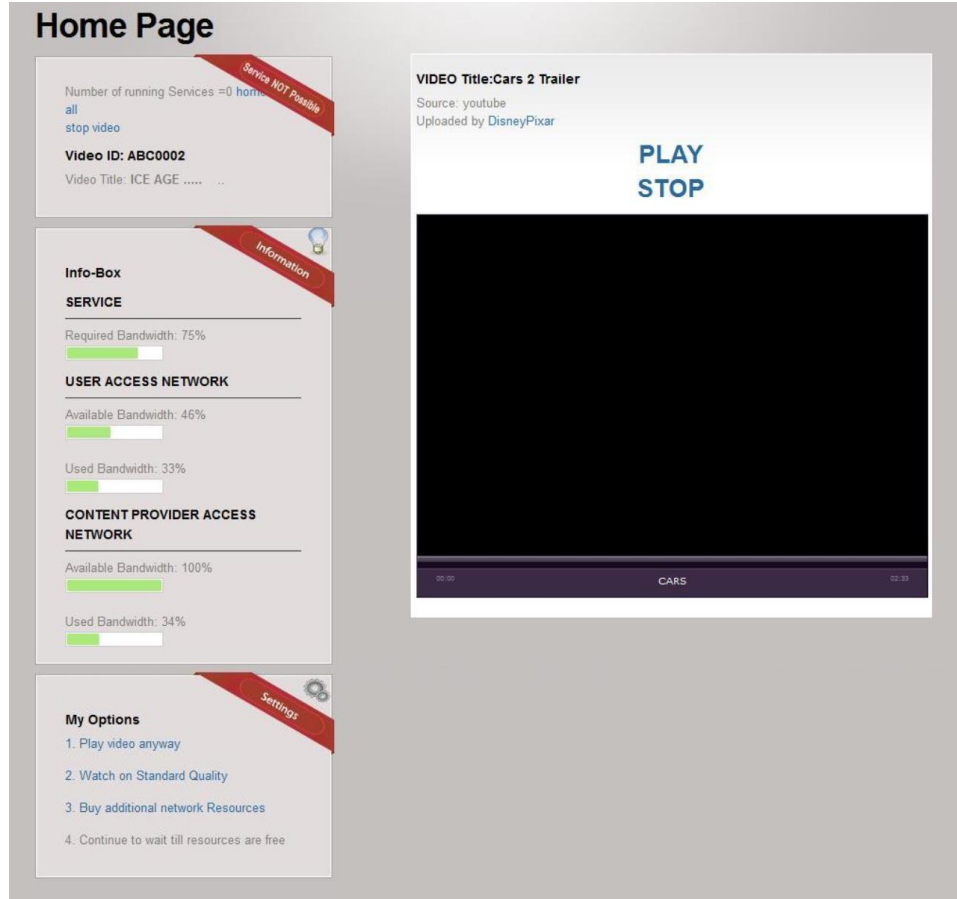 Home Page
Service NOT Possible
Number of running Services =0 home
all
stop video
Video ID: ABC0002
Video Title: ICE AGE ..... ..
Information
Info-Box
SERVICE
Required Bandwidth: 75%
USER ACCESS NETWORK
Available Bandwidth: 46%
Used Bandwidth: 33%
CONTENT PROVIDER ACCESS
NETWORK
Available Bandwidth: 100%
Used Bandwidth: 34%
Settings
My Options
1. Play video anyway
2. Watch on Standard Quality
3. Buy additional network Resources
4. Continue to wait till resources are free
VIDEO Title:Cars 2 Trailer
Source: youtube
Uploaded by DisneyPixar
PLAY
STOP
00:00 CARS 02:33